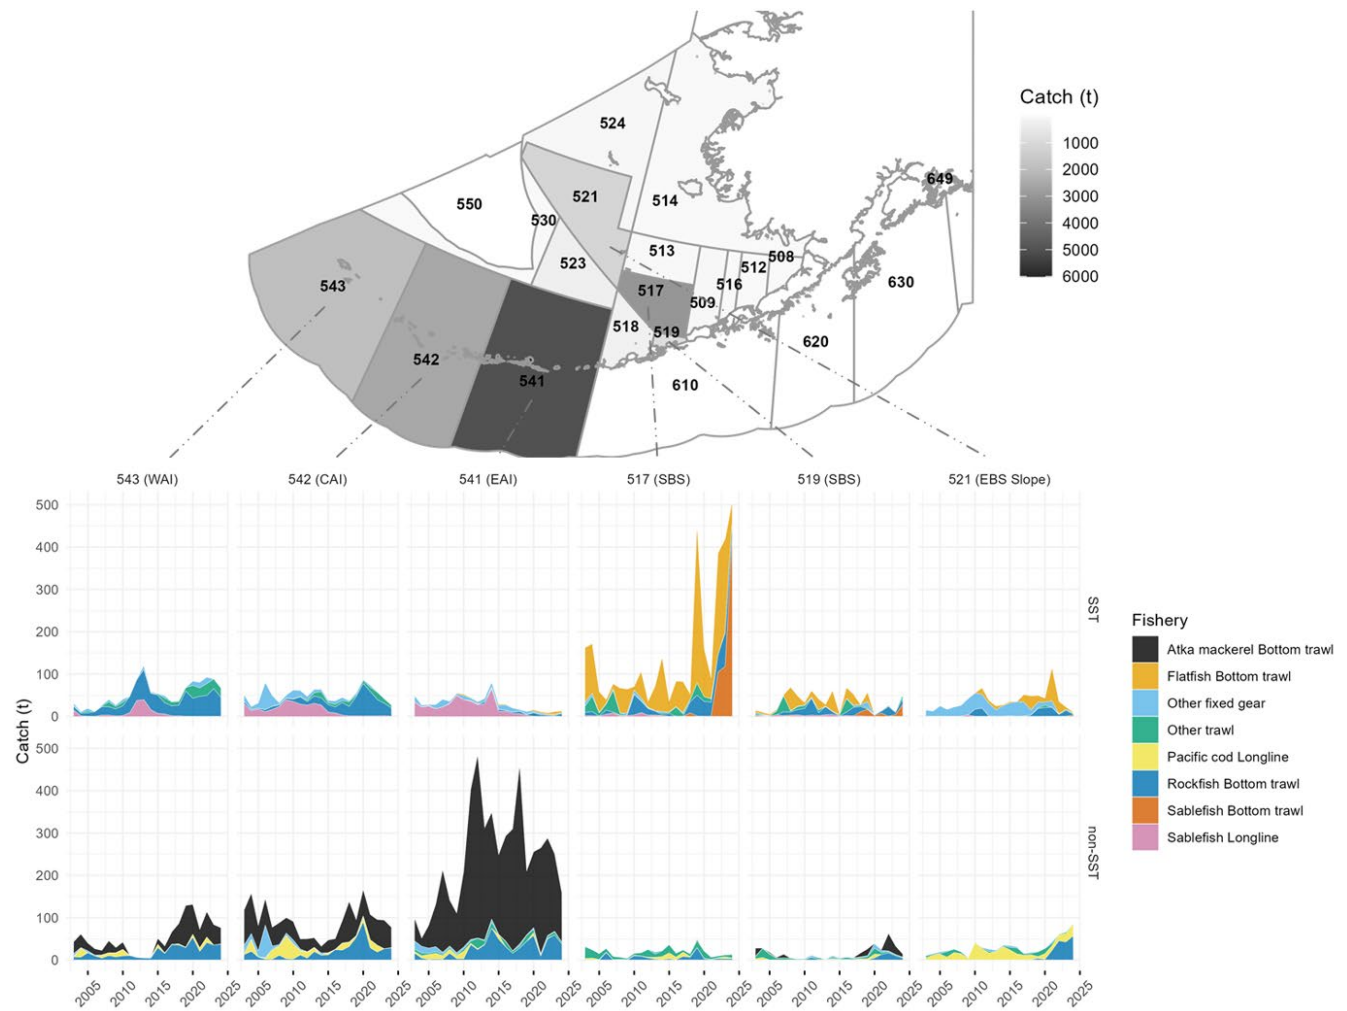 Catch (t)
1000
2000
3000
4000
5000
6000
524
649
521
514
550
530
513
508
523
512
543
517
516
630
509
518
519
620
542
541
610
543 (WAI)
542 (CAI)
541 (EAI)
517 (SBS)
519 (SBS)
521 (EBS Slope)
Catch (t)
500
400
300
200
100
0
SST
500
400
300
200
100
0
non-SST
2005 2010 2015 2020 2025
2005 2010 2015 2020 2025
2005 2010 2015 2020 2025
2005 2010 2015 2020 2025
2005 2010 2015 2020 2025
2005 2010 2015 2020 2025
Fishery
Atka mackerel Bottom trawl
Flatfish Bottom trawl
Other fixed gear
Other trawl
Pacific cod Longline
Rockfish Bottom trawl
Sablefish Bottom trawl
Sablefish Longline